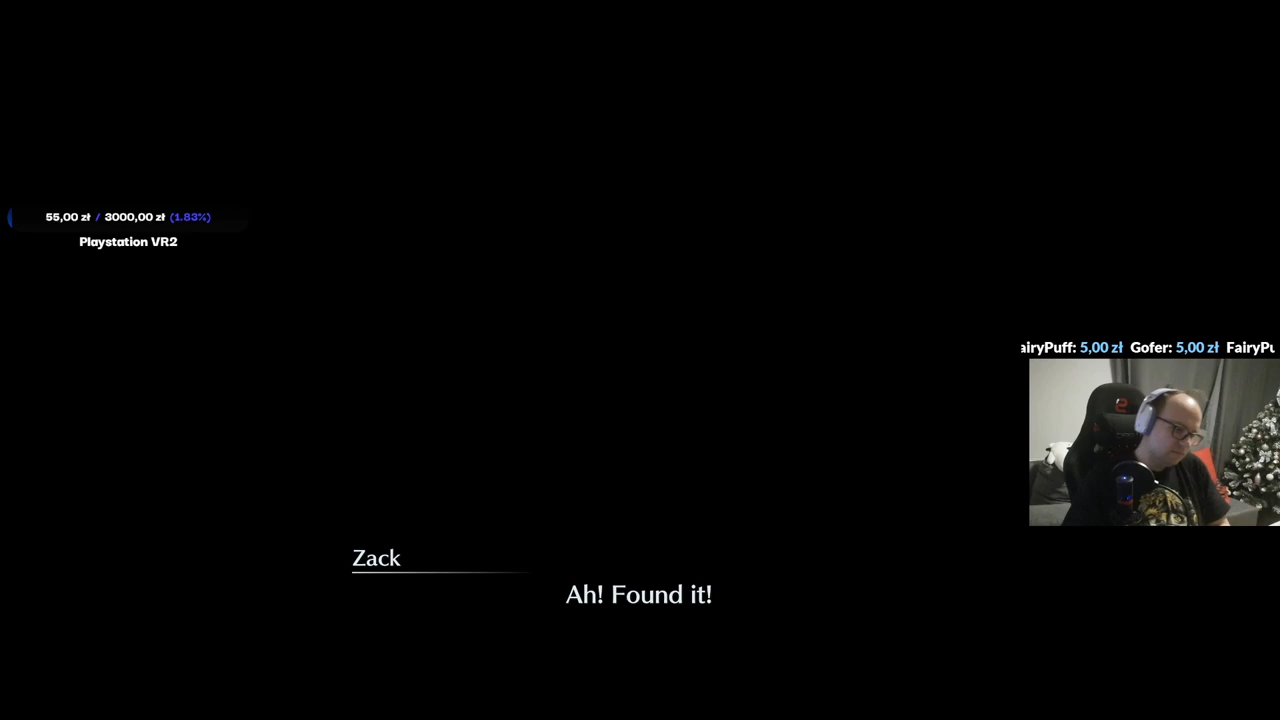 55,00 zł / 3000,00 zł (1.83%)
Playstation VR2
airyPuff: 5,00 zł Gofer: 5,00 zł FairyPu
Zack
Ah! Found it!